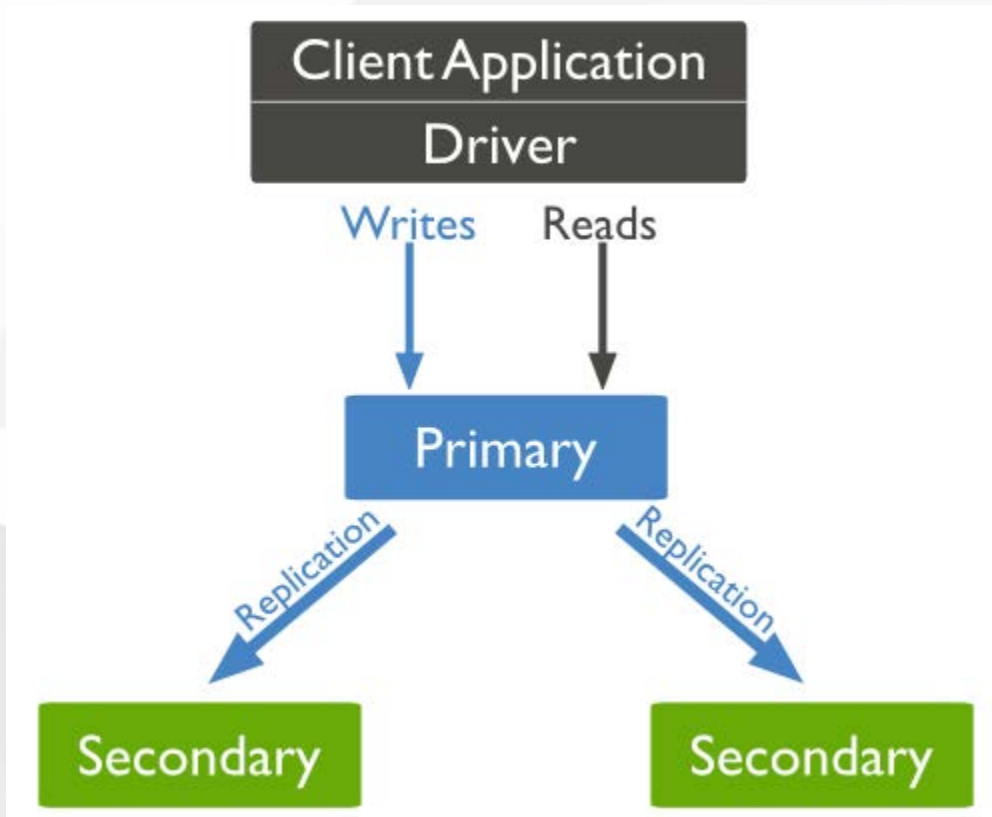 Client Application
Driver
Writes
Reads
Primary
Replication
Replication
Secondary
Secondary